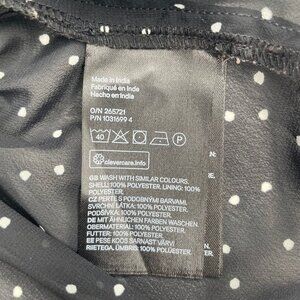 Made in India
Fabriqué en Inde
Hecho en India
O/N 265721
P/N 1031699 4
40 P
clevercare.info
GB WASH WITH SIMILAR COLOURS.
SHELL: 100% POLYESTER. LINING: 100%
POLYESTER.
CZ PERTE S PODOBNÝMI BARVAMI.
SVRCHNÍ LÁTKA: 100% POLYESTER.
PODŠÍVKA: 100% POLYESTER
DE MIT ÄHNLICHEN FARBEN WASCHEN.
OBERMATERIAL: 100% POLYESTER.
FUTTER: 100% POLYESTER
EE PESE KOOS SARNAST VÄRVI
RIIETEGA. ÜMBRIS: 100% POLÜESTER.